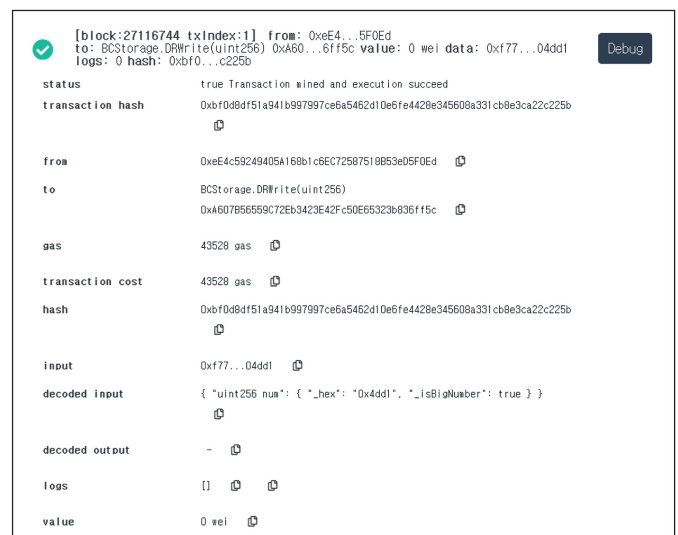 [block:27116744 txIndex:1] from: 0xeE4...5F0Ed
to: BCStorage.DRWrite(uint256) 0xA60...6ff5c value: 0 wei data: 0xf77...04dd1
logs: 0 hash: 0xbf0...c225b
Debug
status true Transaction mined and execution succeed
transaction hash 0xbf0d8df51a941b997997ce6a5462d10e6fe4428e345608a331cb8e3ca22c225b
from 0xeE4c59249405A168b1c6EC72587518B53eD5F0Ed
to BCStorage.DRWrite(uint256)
0xA607B56559C72Eb3423E42Fc50E65323b836ff5c
gas 43528 gas
transaction cost 43528 gas
hash 0xbf0d8df51a941b997997ce6a5462d10e6fe4428e345608a331cb8e3ca22c225b
input 0xf77...04dd1
decoded input { "uint256 num": { "_hex": "0x4dd1", "_isBigNumber": true } }
decoded output -
logs []
value 0 wei